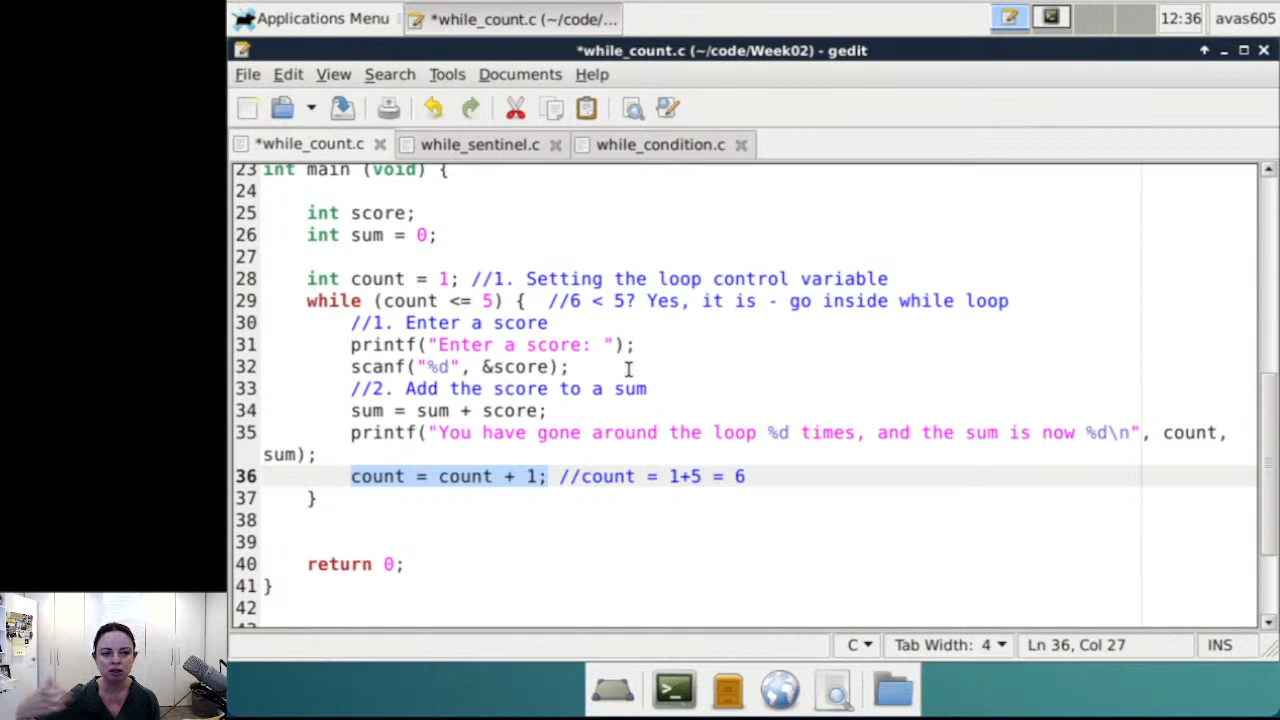 Applications Menu
*while_count.c (~/code/...
12:36
avas605
*while_count.c (~/code/Week02) - gedit
File Edit View Search Tools Documents Help
*while_count.c
while_sentinel.c
while_condition.c
23 int main (void) {
24
25 int score;
26 int sum = 0;
27
28 int count = 1; //1. Setting the loop control variable
29 while (count <= 5) { //6 < 5? Yes, it is - go inside while loop
30 //1. Enter a score
31 printf("Enter a score: ");
32 scanf("%d", &score);
33 //2. Add the score to a sum
34 sum = sum + score;
35 printf("You have gone around the loop %d times, and the sum is now %d\n", count,
sum);
36 count = count + 1; //count = 1+5 = 6
37 }
38
39
40 return 0;
41 }
42
C Tab Width: 4 Ln 36, Col 27 INS